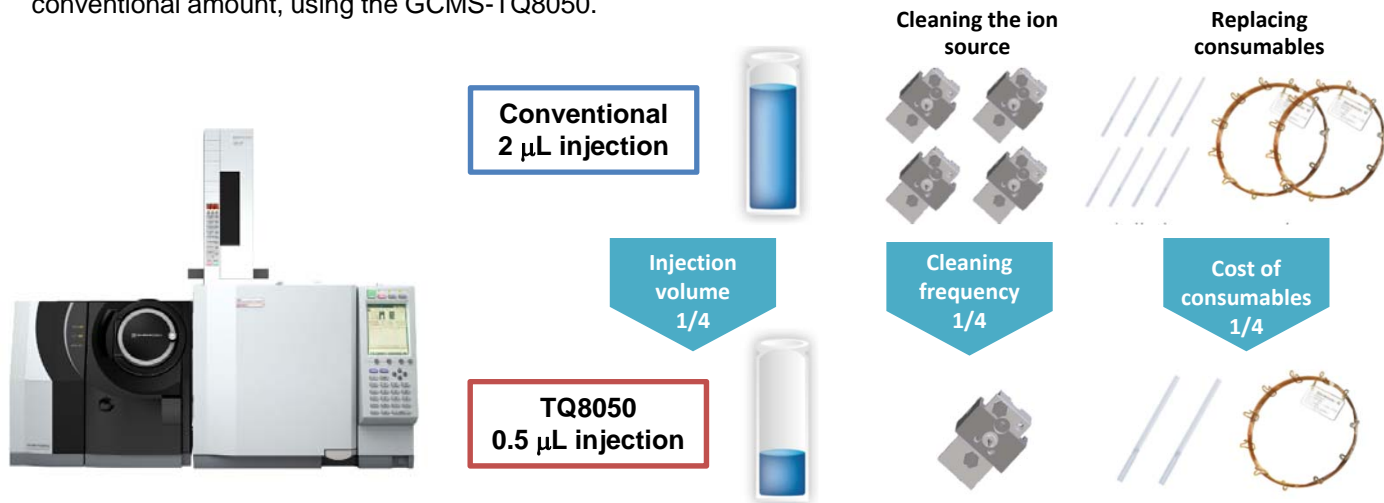 conventional amount, using the GCMS-TQ8050.
Cleaning the ion
source
Replacing
consumables
Conventional
2 μL injection
Injection
volume
1/4
Cleaning
frequency
1/4
Cost of
consumables
1/4
TQ8050
0.5 μL injection